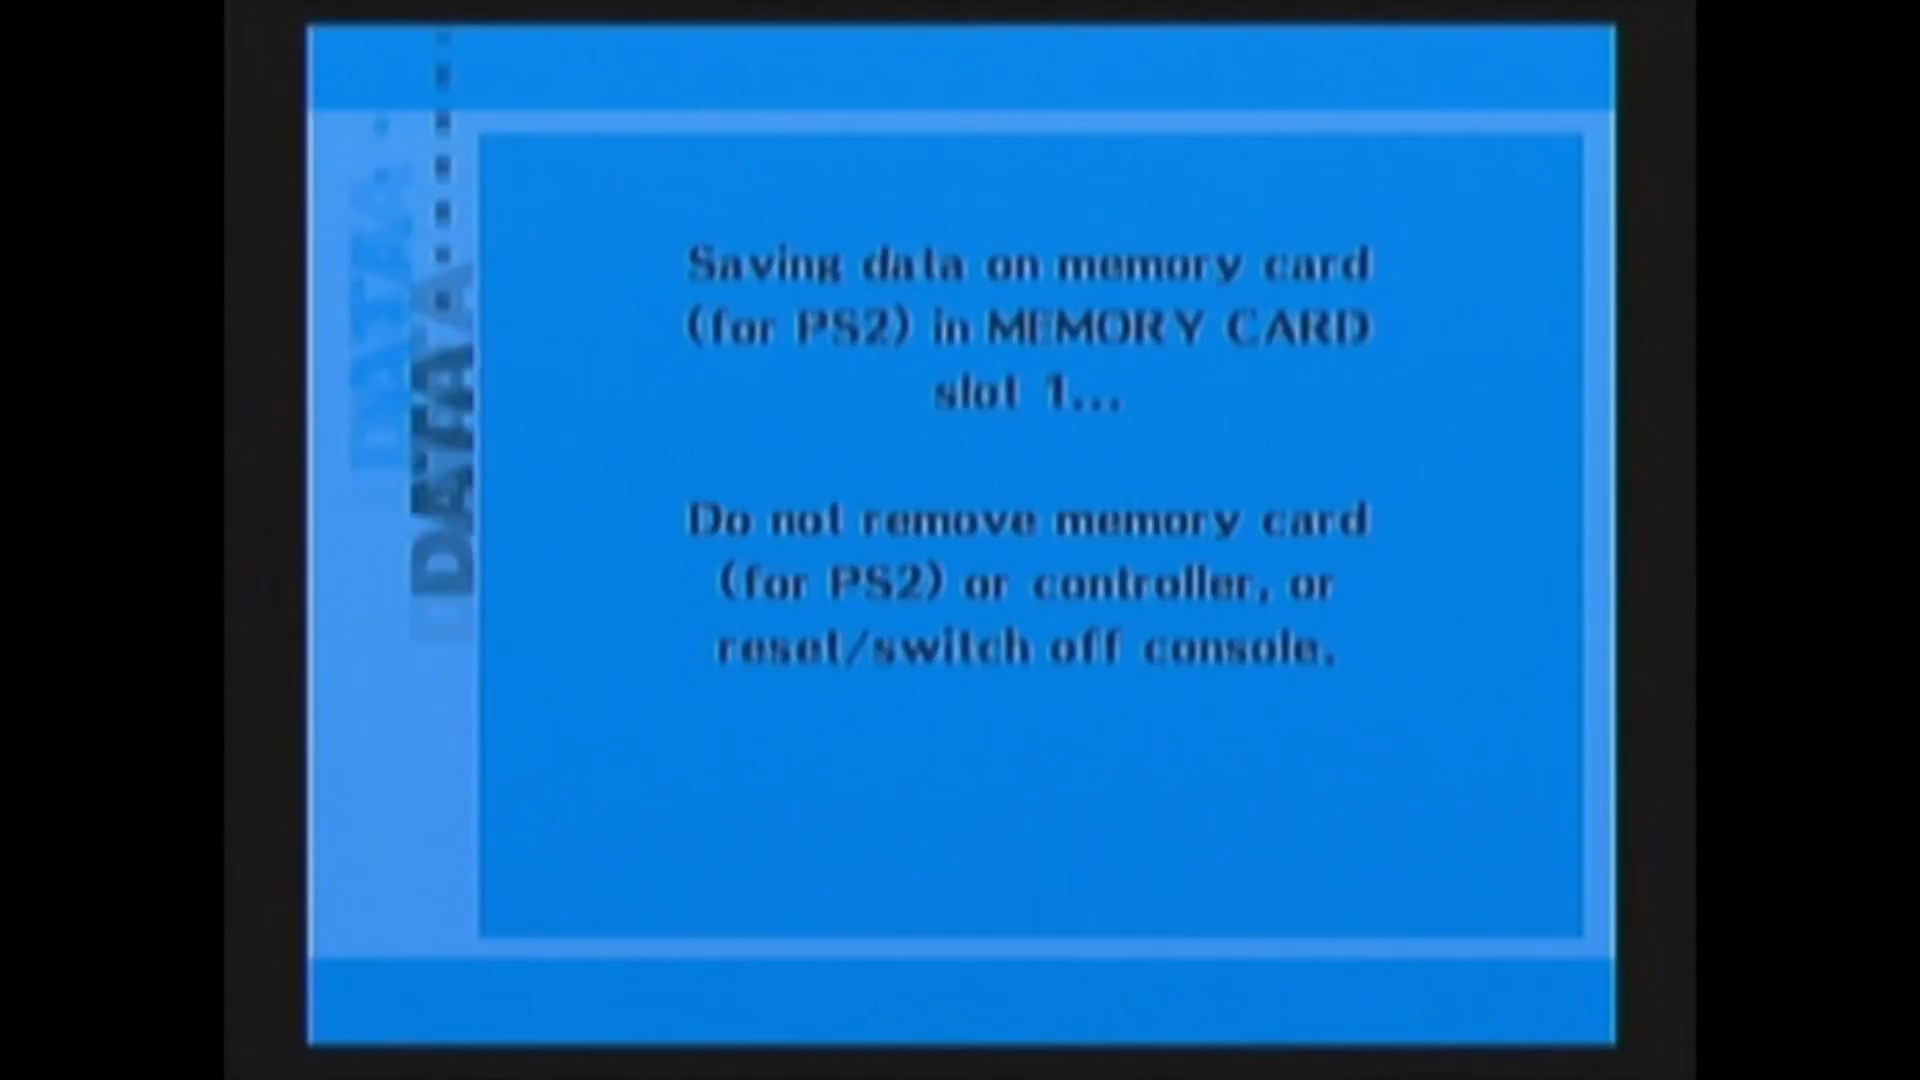 DATA...
DATA
DATA
Saving data on memory card
(for PS2) in MEMORY CARD
slot 1...
Do not remove memory card
(for PS2) or controller, or
reset/switch off console.